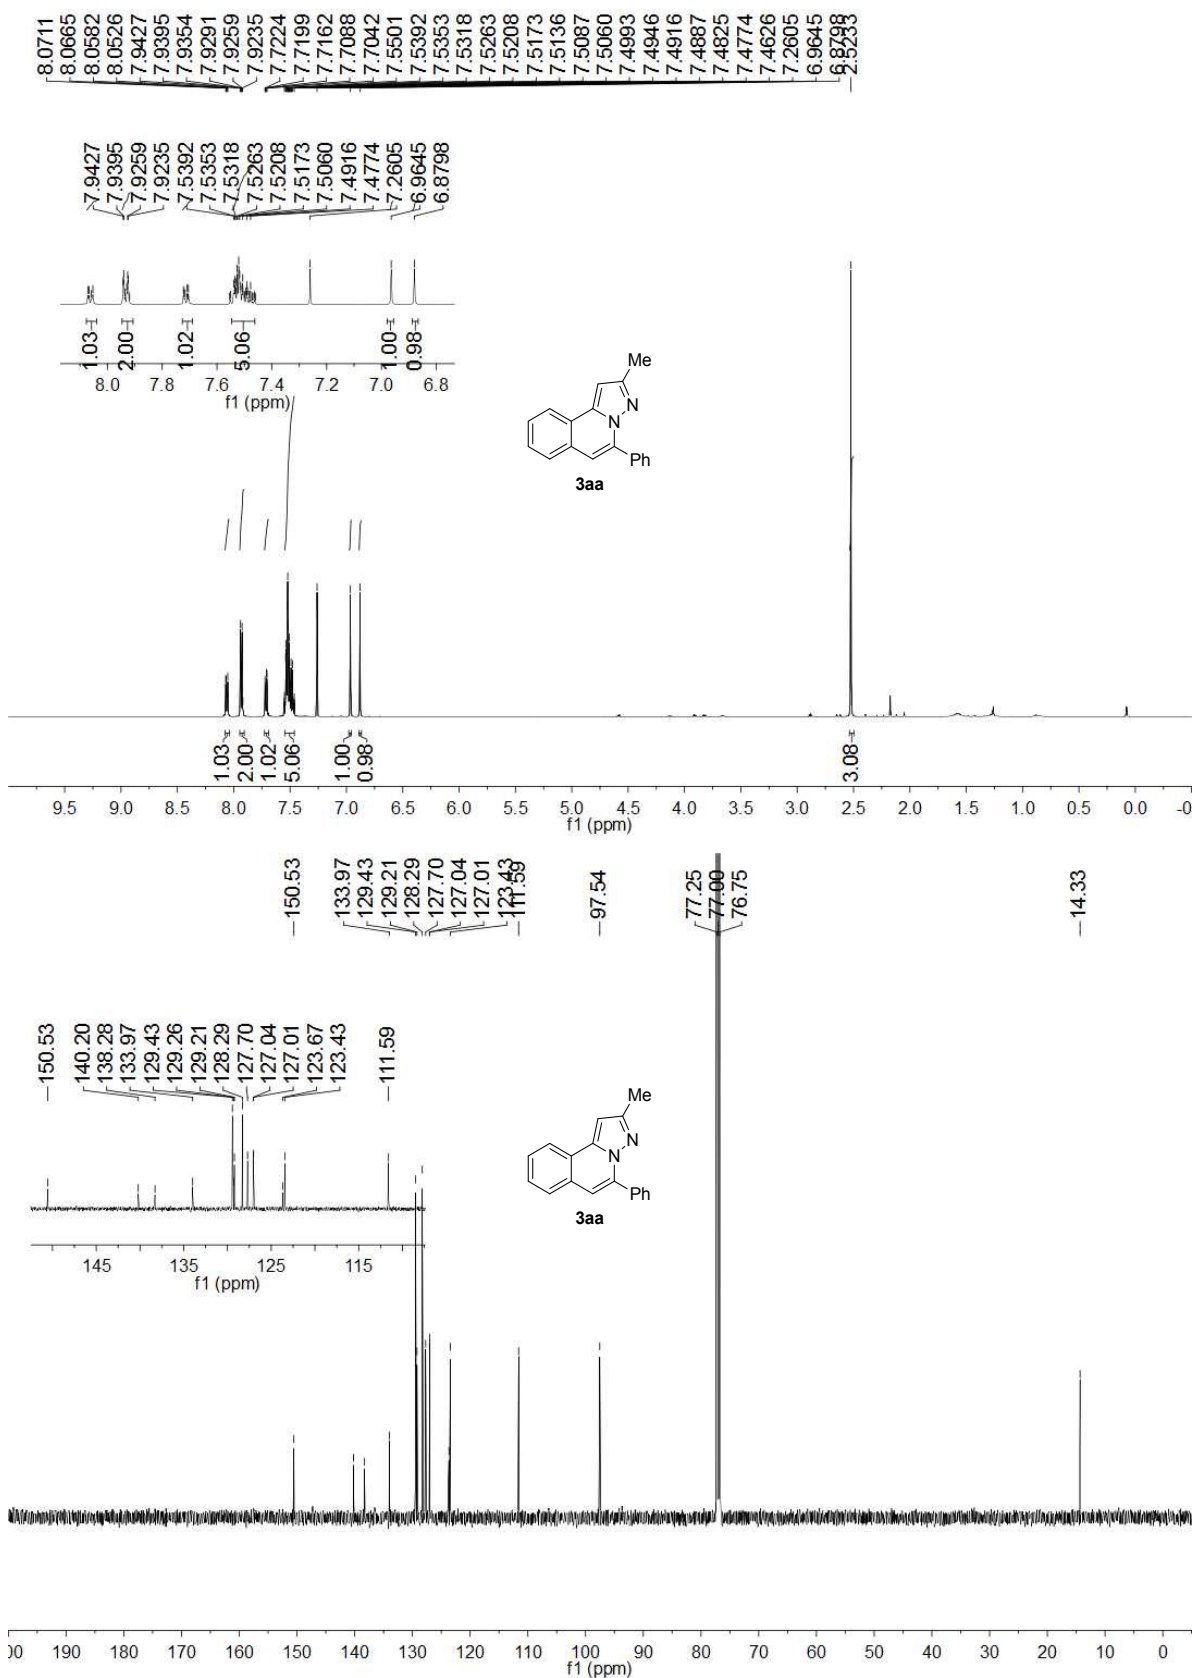 8.0711 8.0665 8.0582 8.0526 7.9427 7.9395 7.9354 7.9291 7.9259 7.9235 7.7224 7.7199 7.7162 7.7088 7.7042 7.5501 7.5392 7.5353 7.5318 7.5263 7.5208 7.5173 7.5136 7.5087 7.5060 7.4993 7.4946 7.4916 7.4887 7.4825 7.4774 7.4626 7.2605 6.9645 6.8798 2.5233
7.9427 7.9395 7.9259 7.9235 7.5392 7.5353 7.5318 7.5263 7.5208 7.5173 7.5060 7.4916 7.4774 7.2605 6.9645 6.8798
1.03 2.00 1.02 5.06 1.00 0.98
8.0 7.8 7.6 7.4 7.2 7.0 6.8
f1 (ppm)
Me
N
N
Ph
3aa
1.03 2.00 1.02 5.06 1.00 0.98 3.08
9.5 9.0 8.5 8.0 7.5 7.0 6.5 6.0 5.5 5.0 4.5 4.0 3.5 3.0 2.5 2.0 1.5 1.0 0.5 0.0 -0
f1 (ppm)
150.53 133.97 129.43 129.21 128.29 127.70 127.04 127.01 123.43 111.59 97.54 77.25 77.00 76.75 14.33
150.53 140.20 138.28 133.97 129.43 129.26 129.21 128.29 127.70 127.04 127.01 123.67 123.43 111.59
145 135 125 115
f1 (ppm)
Me
N
N
Ph
3aa
00 190 180 170 160 150 140 130 120 110 100 90 80 70 60 50 40 30 20 10 0
f1 (ppm)